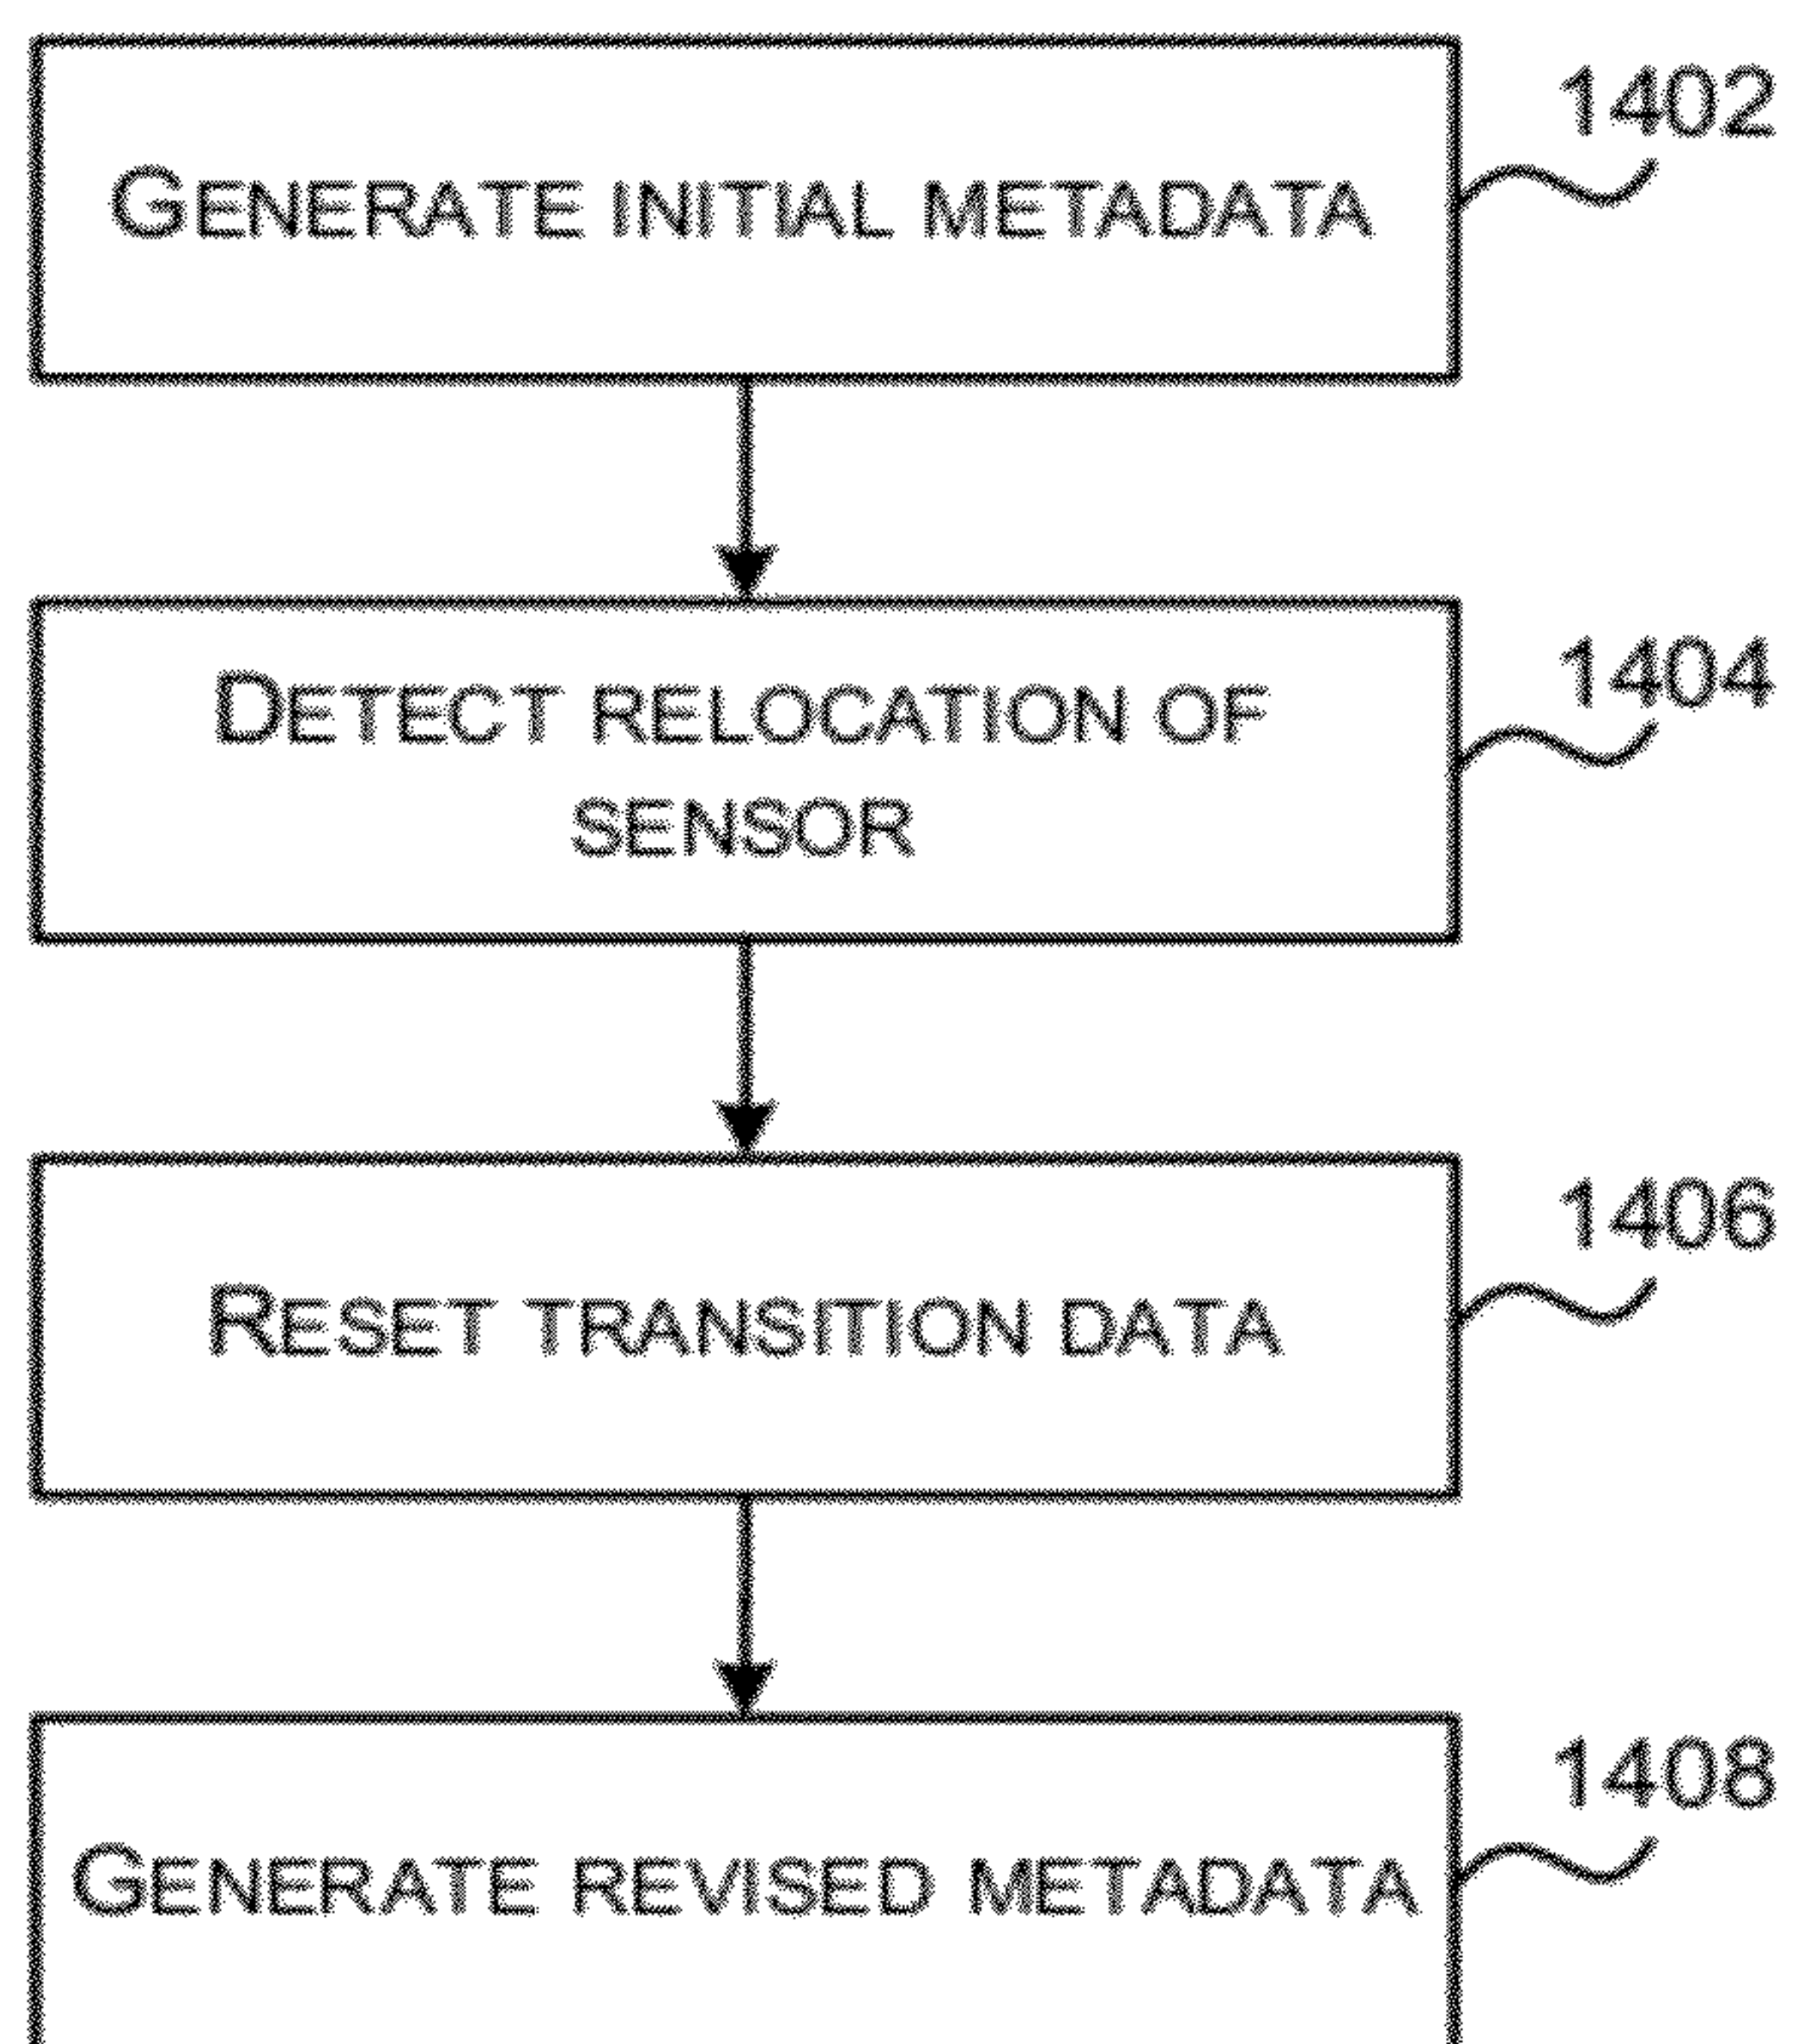 GENERATE INITIAL METADATA
1402
DETECT RELOCATION OF
SENSOR
1404
RESET TRANSITION DATA
1406
GENERATE REVISED METADATA
1408